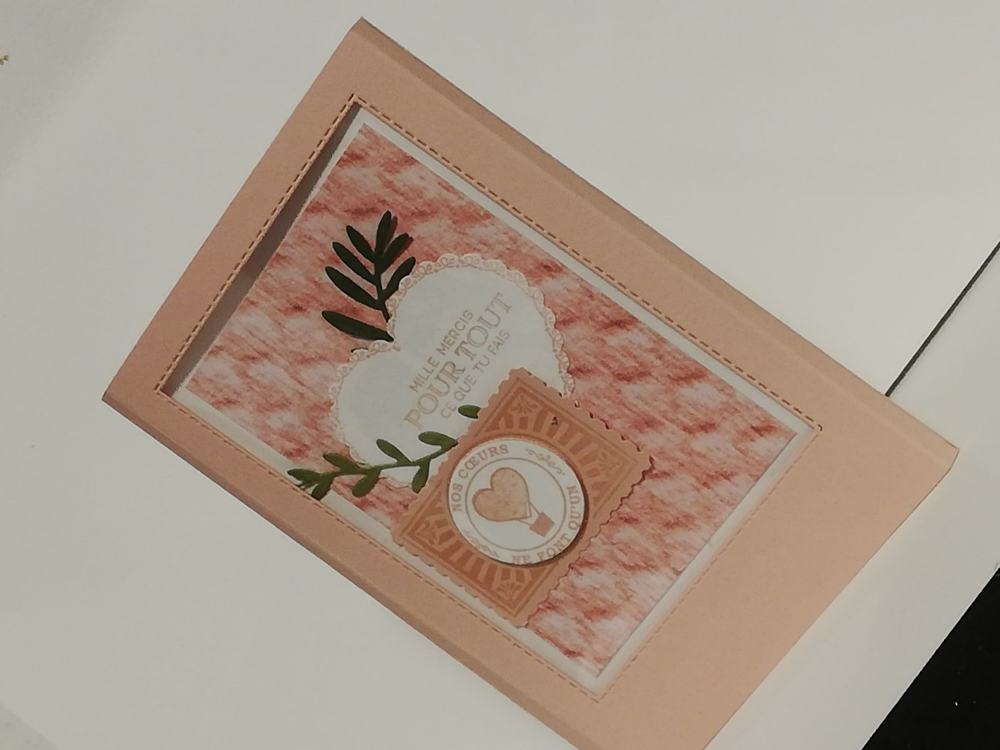 MILLE MERCIS
POUR TOUT
CE QUE TU FAIS
NOS CŒURS
NE FONT QU'UN